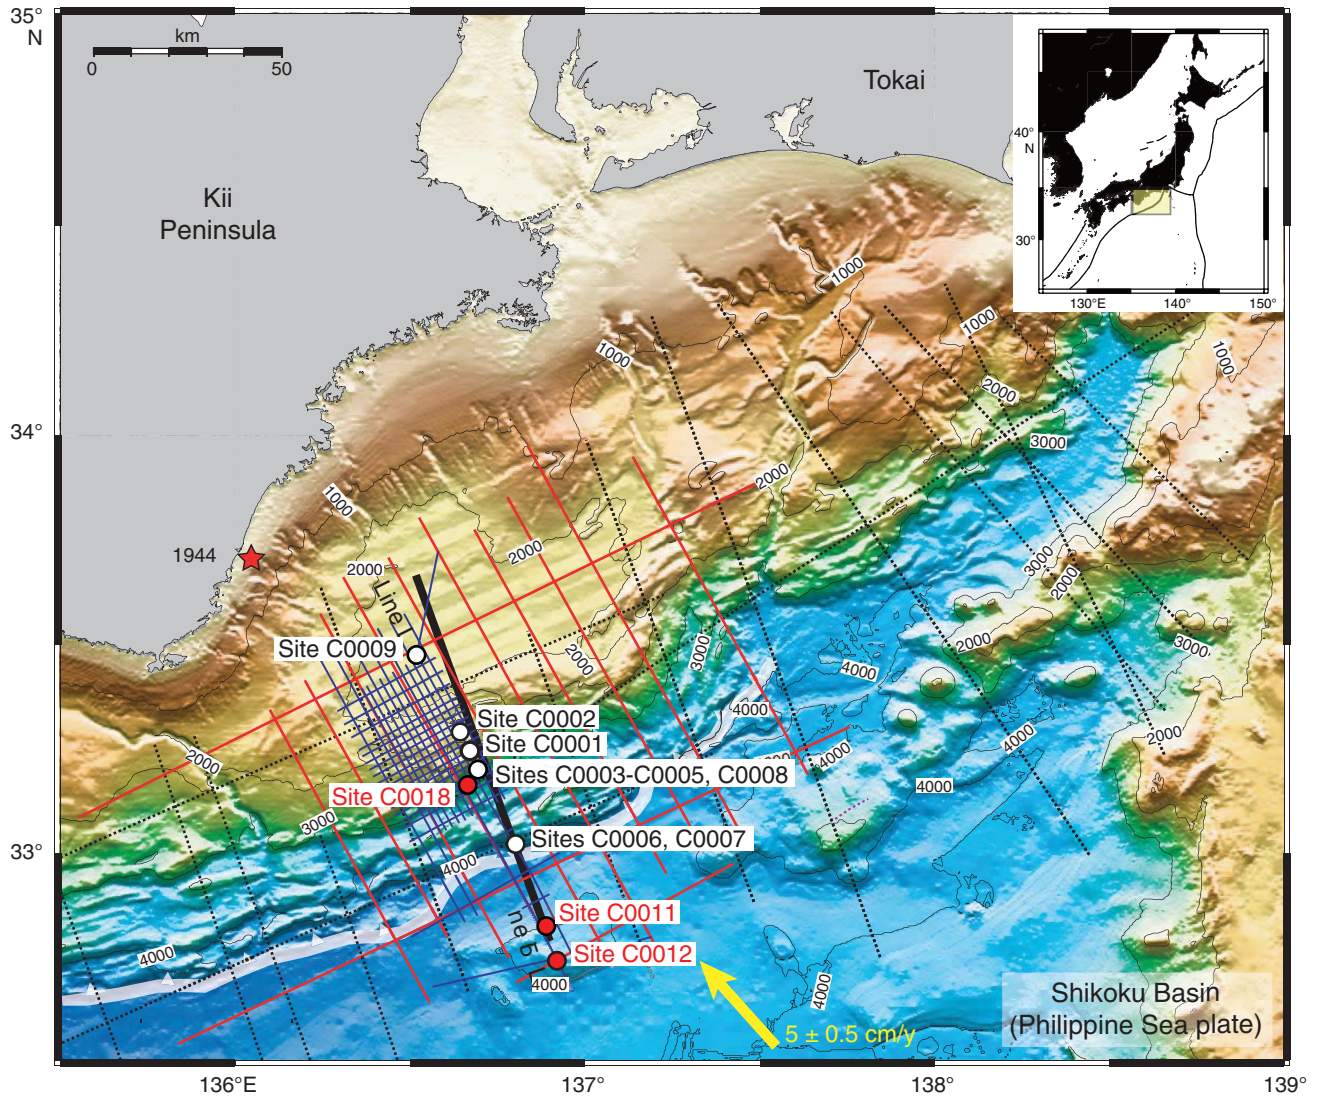 35°
N
km
0
50
Tokai
Kii
Peninsula
40°
N
30°
130°E
140°
150°
1000
1000
1000
1000
2000
34°
3000
2000
1000
2000
1944
2000
3000
2000
Line
Site C0009
2000
3000
2000
3000
4000
4000
Site C0002
Site C0001
2000
4000
4000
2000
Sites C0003-C0005, C0008
4000
Site C0018
3000
33°
Sites C0006, C0007
4000
Site C0011
ne 5
Site C0012
4000
4000
4000
Shikoku Basin
(Philippine Sea plate)
5 ± 0.5 cm/y
136°E
137°
138°
139°